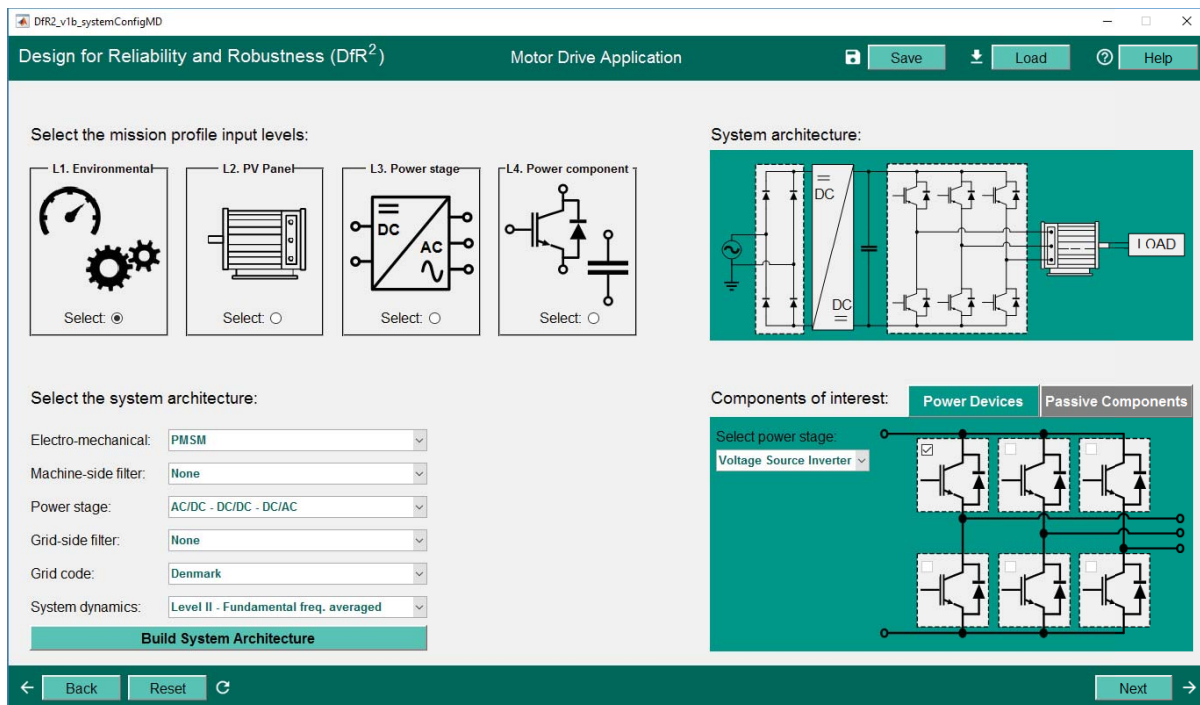 DfR2_v1b_systemConfigMD
Design for Reliability and Robustness (DfR²)
Motor Drive Application
Save
Load
Help
Select the mission profile input levels:
L1. Environmental
L2. PV Panel
L3. Power stage
L4. Power component
DC
AC
Select:
Select:
Select:
Select:
System architecture:
DC
DC
LOAD
Select the system architecture:
Electro-mechanical: PMSM
Machine-side filter: None
Power stage: AC/DC - DC/DC - DC/AC
Grid-side filter: None
Grid code: Denmark
System dynamics: Level II - Fundamental freq. averaged
Build System Architecture
Components of interest:
Power Devices
Passive Components
Select power stage:
Voltage Source Inverter
Back
Reset
Next